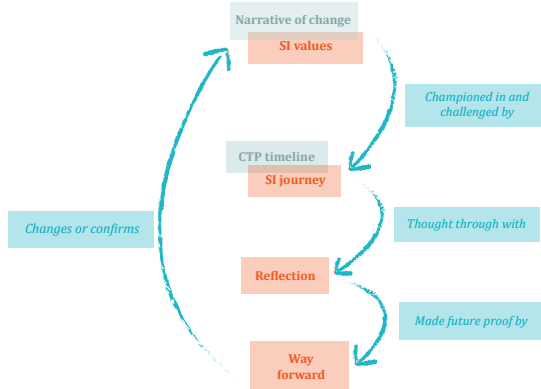 Narrative of change
SI values
Championed in and
challenged by
CTP timeline
SI journey
Changes or confirms
Thought through with
Reflection
Made future proof by
Way
forward